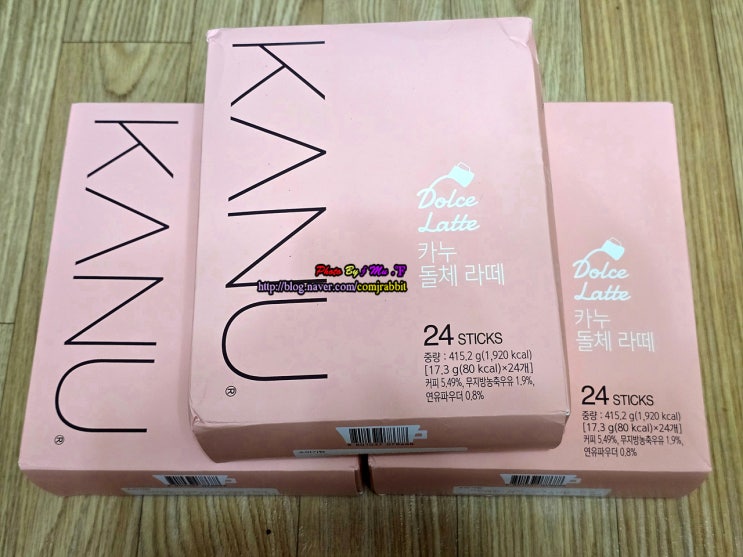 KANU
®
Dolce
Latte
카누
돌체 라떼
24 STICKS
중량 : 415.2 g(1,920 kcal)
[17.3 g(80 kcal)×24개]
커피 5.49%, 무지방농축우유 1.9%,
연유파우더 0.8%
Photo By
http://blog.naver.com/comjrabbit
KANU
®
Dolce
Latte
카누
돌체 라떼
24 STICKS
중량 : 415.2 g(1,920 kcal)
[17.3 g(80 kcal)×24개]
커피 5.49%, 무지방농축우유 1.9%,
연유파우더 0.8%